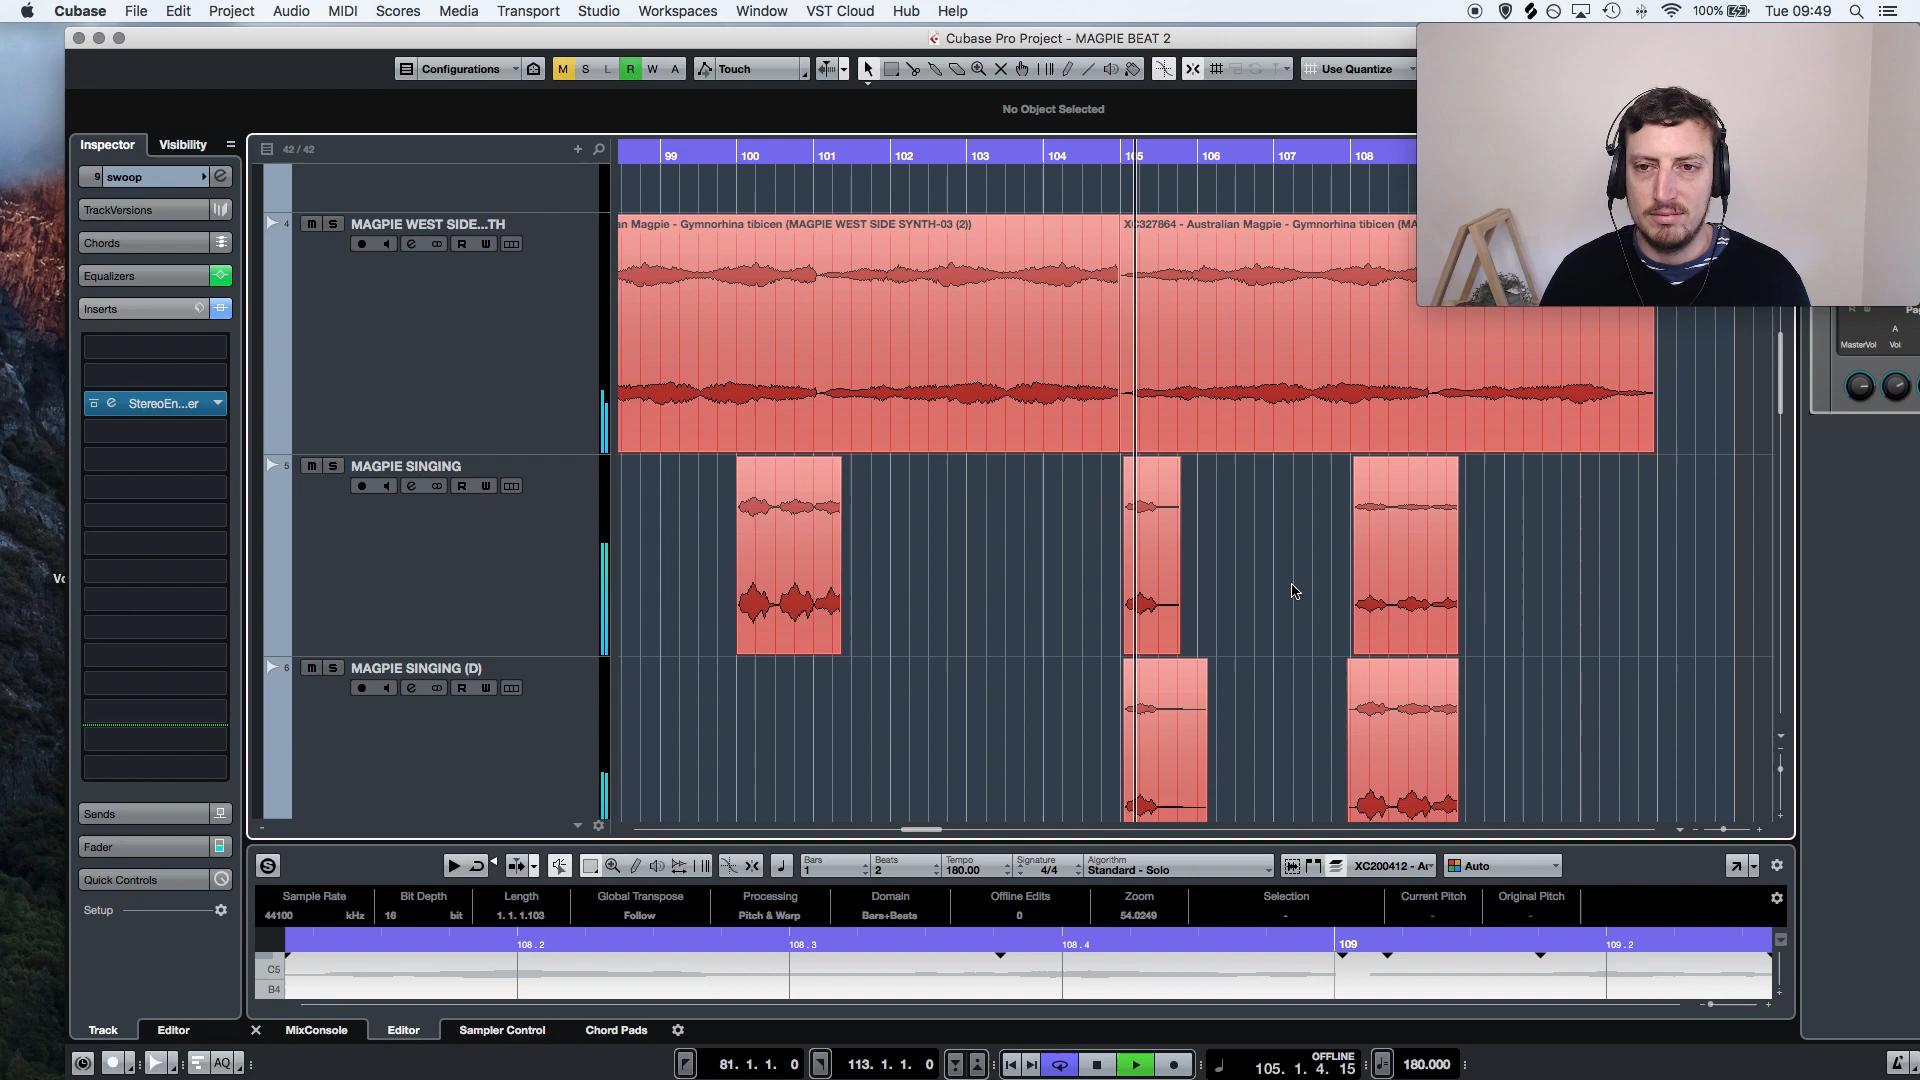 Cubase File Edit Project Audio MIDI Scores Media Transport Studio Workspaces Window VST Cloud Hub Help 100% Tue 09:49
Cubase Pro Project - MAGPIE BEAT 2
Configurations M S L R W A Touch Use Quantize
No Object Selected
Inspector Visibility 42 / 42 99 100 101 102 103 104 105 106 107 108
9 swoop
TrackVersions
Chords
Equalizers
Inserts
StereoEn...er
Sends
Fader
Quick Controls
Setup
4 m S MAGPIE WEST SIDE...TH
R W
an Magpie - Gymnorhina tibicen (MAGPIE WEST SIDE SYNTH-03 (2)) XC327864 - Australian Magpie - Gymnorhina tibicen (MA
5 m S MAGPIE SINGING
R W
6 m S MAGPIE SINGING (D)
R W
A
MasterVol Vol
Bars 1 Beats 2 Tempo 180.00 Signature 4/4 Algorithm Standard - Solo XC200412 - Au Auto
Sample Rate Bit Depth Length Global Transpose Processing Domain Offline Edits Zoom Selection Current Pitch Original Pitch
44100 kHz 16 bit 1. 1. 1.103 Follow Pitch & Warp Bars+Beats 0 54.0249 - - -
108.2 108.3 108.4 109 109.2
C5
B4
Track Editor MixConsole Editor Sampler Control Chord Pads
AQ 81. 1. 1. 0 113. 1. 1. 0 OFFLINE 105. 1. 4. 15 180.000